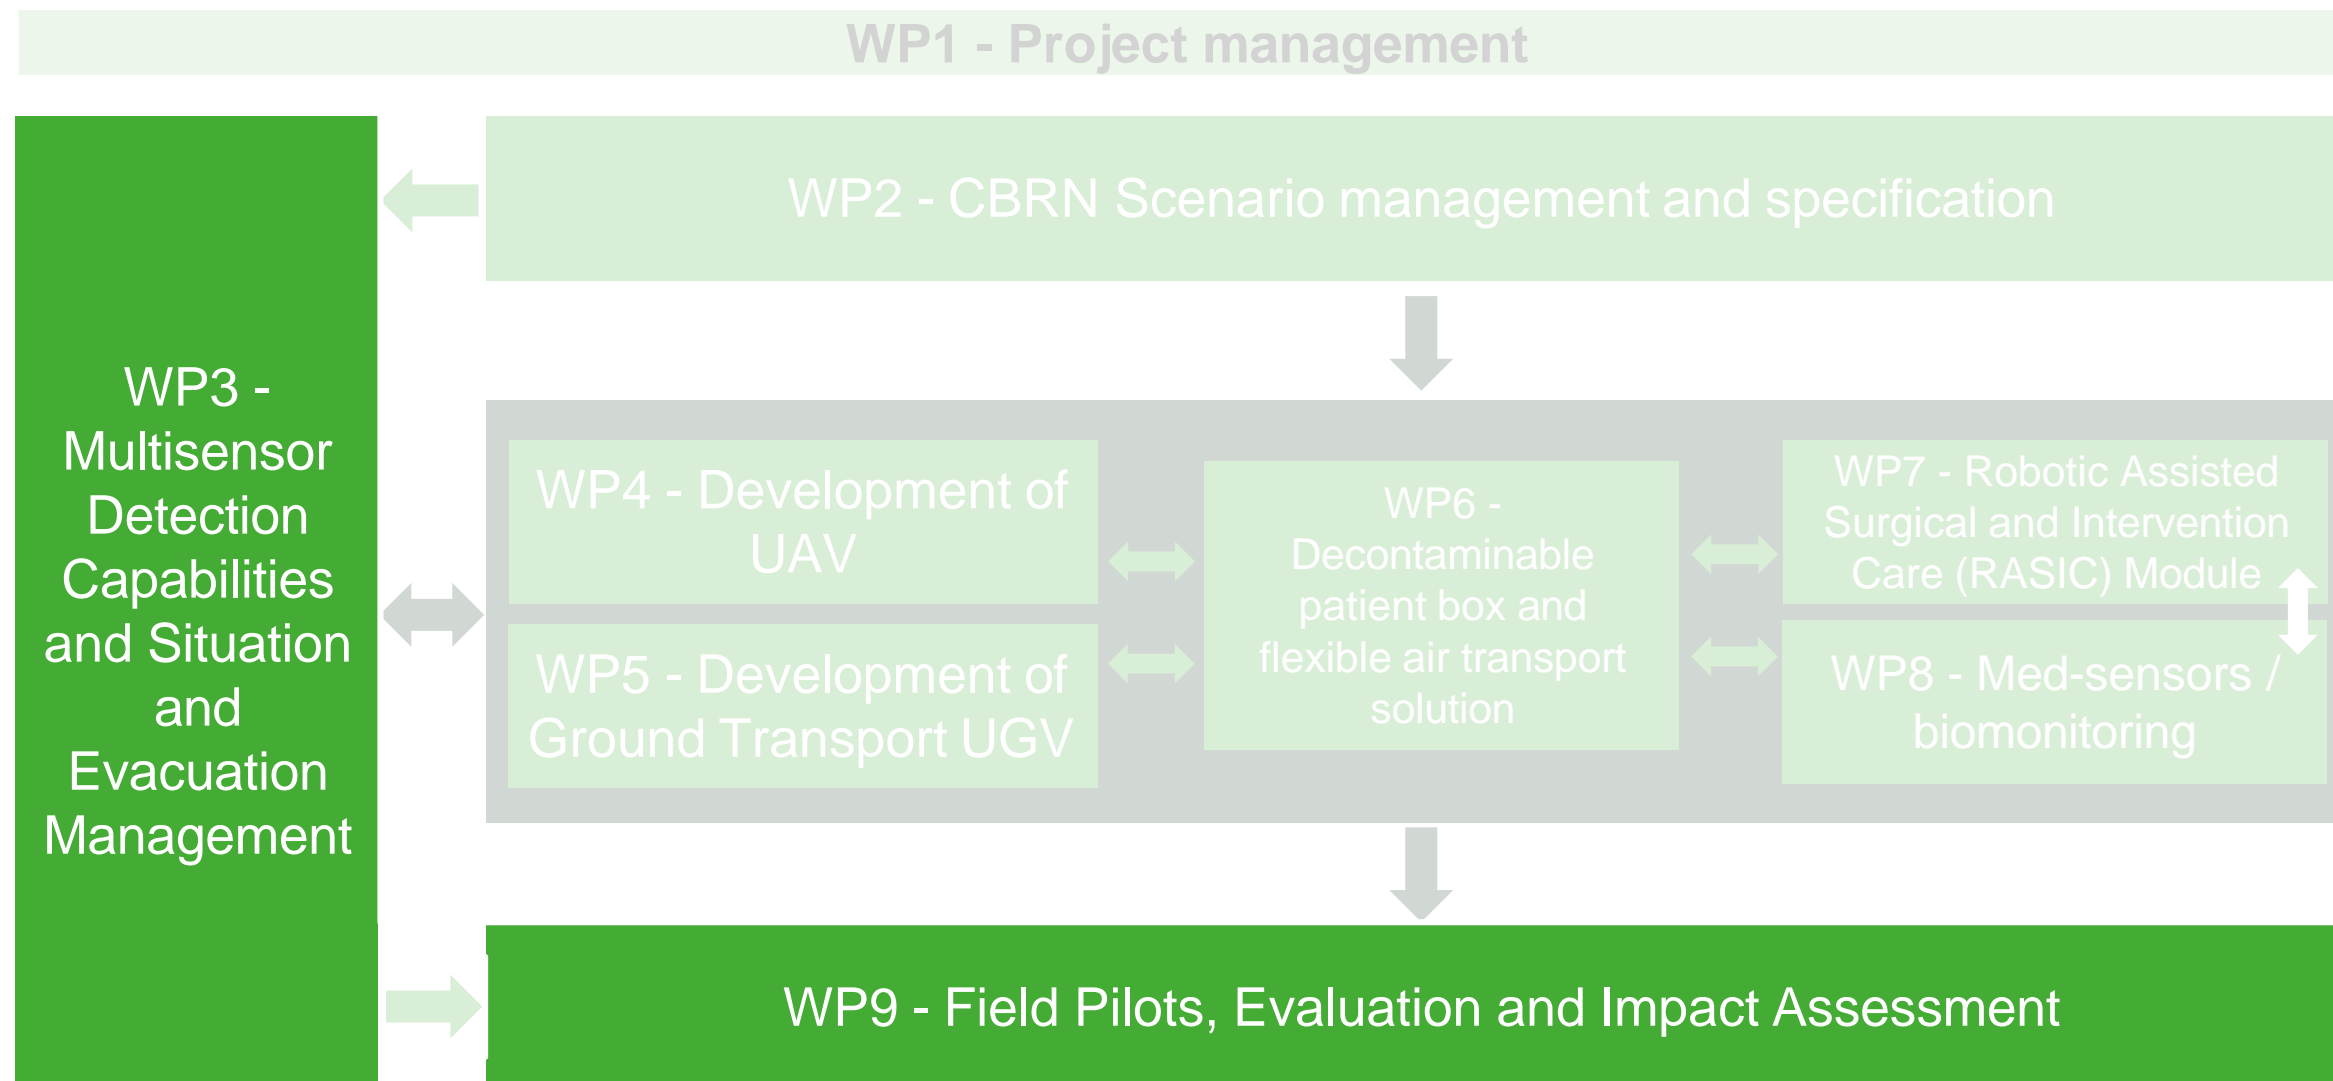 WP1 - Project management
WP2 - CBRN Scenario management and specification
WP3 -
Multisensor
Detection
Capabilities
and Situation
and
Evacuation
Management
WP4 - Development of
UAV
WP5 - Development of
Ground Transport UGV
WP6 -
Decontaminable
patient box and
flexible air transport
solution
WP7 - Robotic Assisted
Surgical and Intervention
Care (RASIC) Module
WP8 - Med-sensors /
biomonitoring
WP9 - Field Pilots, Evaluation and Impact Assessment